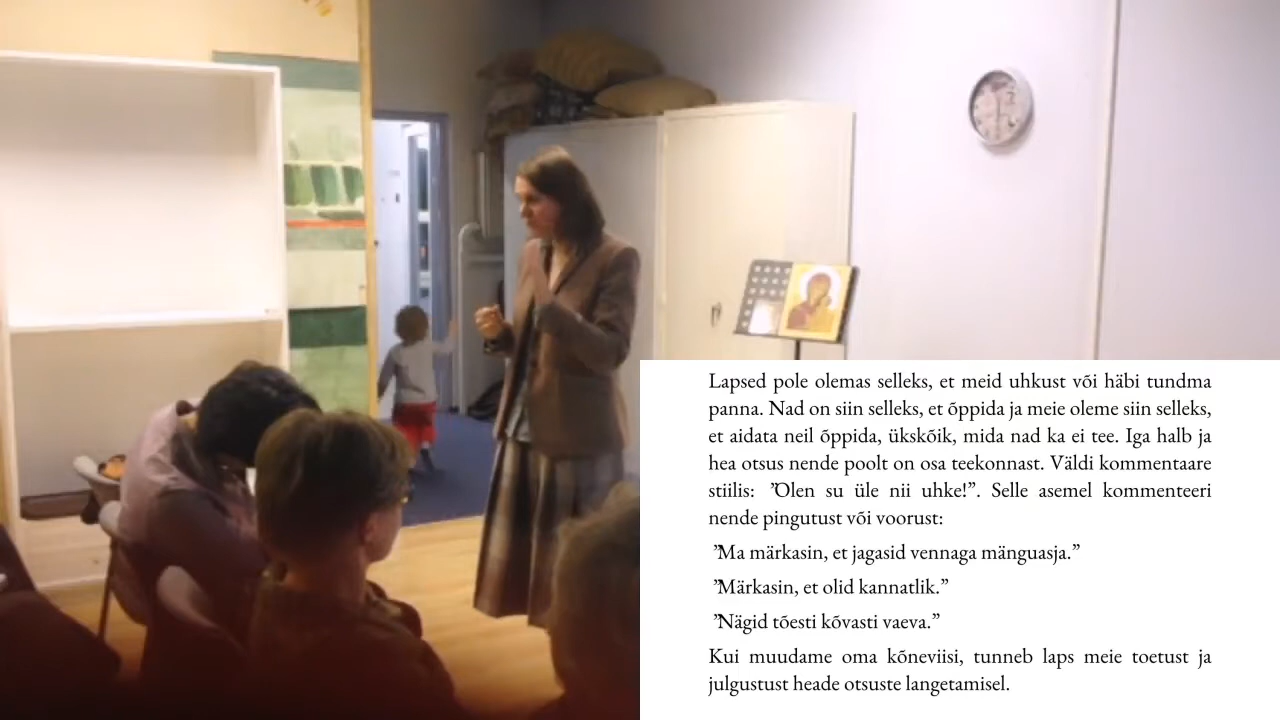 Lapsed pole olemas selleks, et meid uhkust või häbi tundma
panna. Nad on siin selleks, et õppida ja meie oleme siin selleks,
et aidata neil õppida, ükskõik, mida nad ka ei tee. Iga halb ja
hea otsus nende poolt on osa teekonnast. Väldi kommentaare
stiilis: ”Olen su üle nii uhke!”. Selle asemel kommenteeri
nende pingutust või voorust:
”Ma märkasin, et jagasid vennaga mänguasja.”
”Märkasin, et olid kannatlik.”
”Nägid tõesti kõvasti vaeva.”
Kui muudame oma kõneviisi, tunneb laps meie toetust ja
julgustust heade otsuste langetamisel.